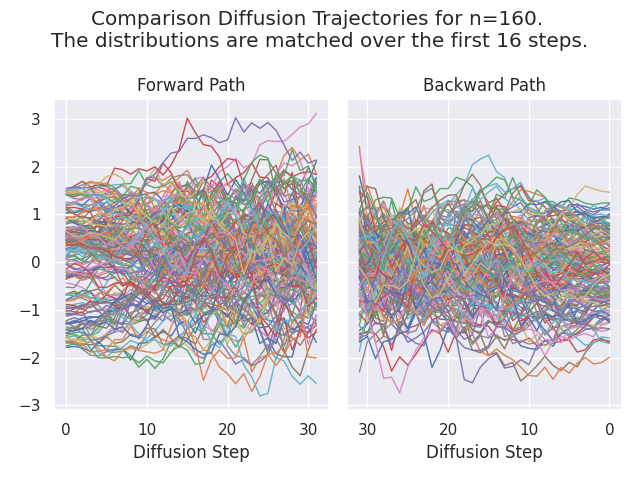 Comparison Diffusion Trajectories for n=160.
The distributions are matched over the first 16 steps.
Forward Path
Backward Path
3
2
1
0
−1
−2
−3
0 10 20 30
30 20 10 0
Diffusion Step
Diffusion Step